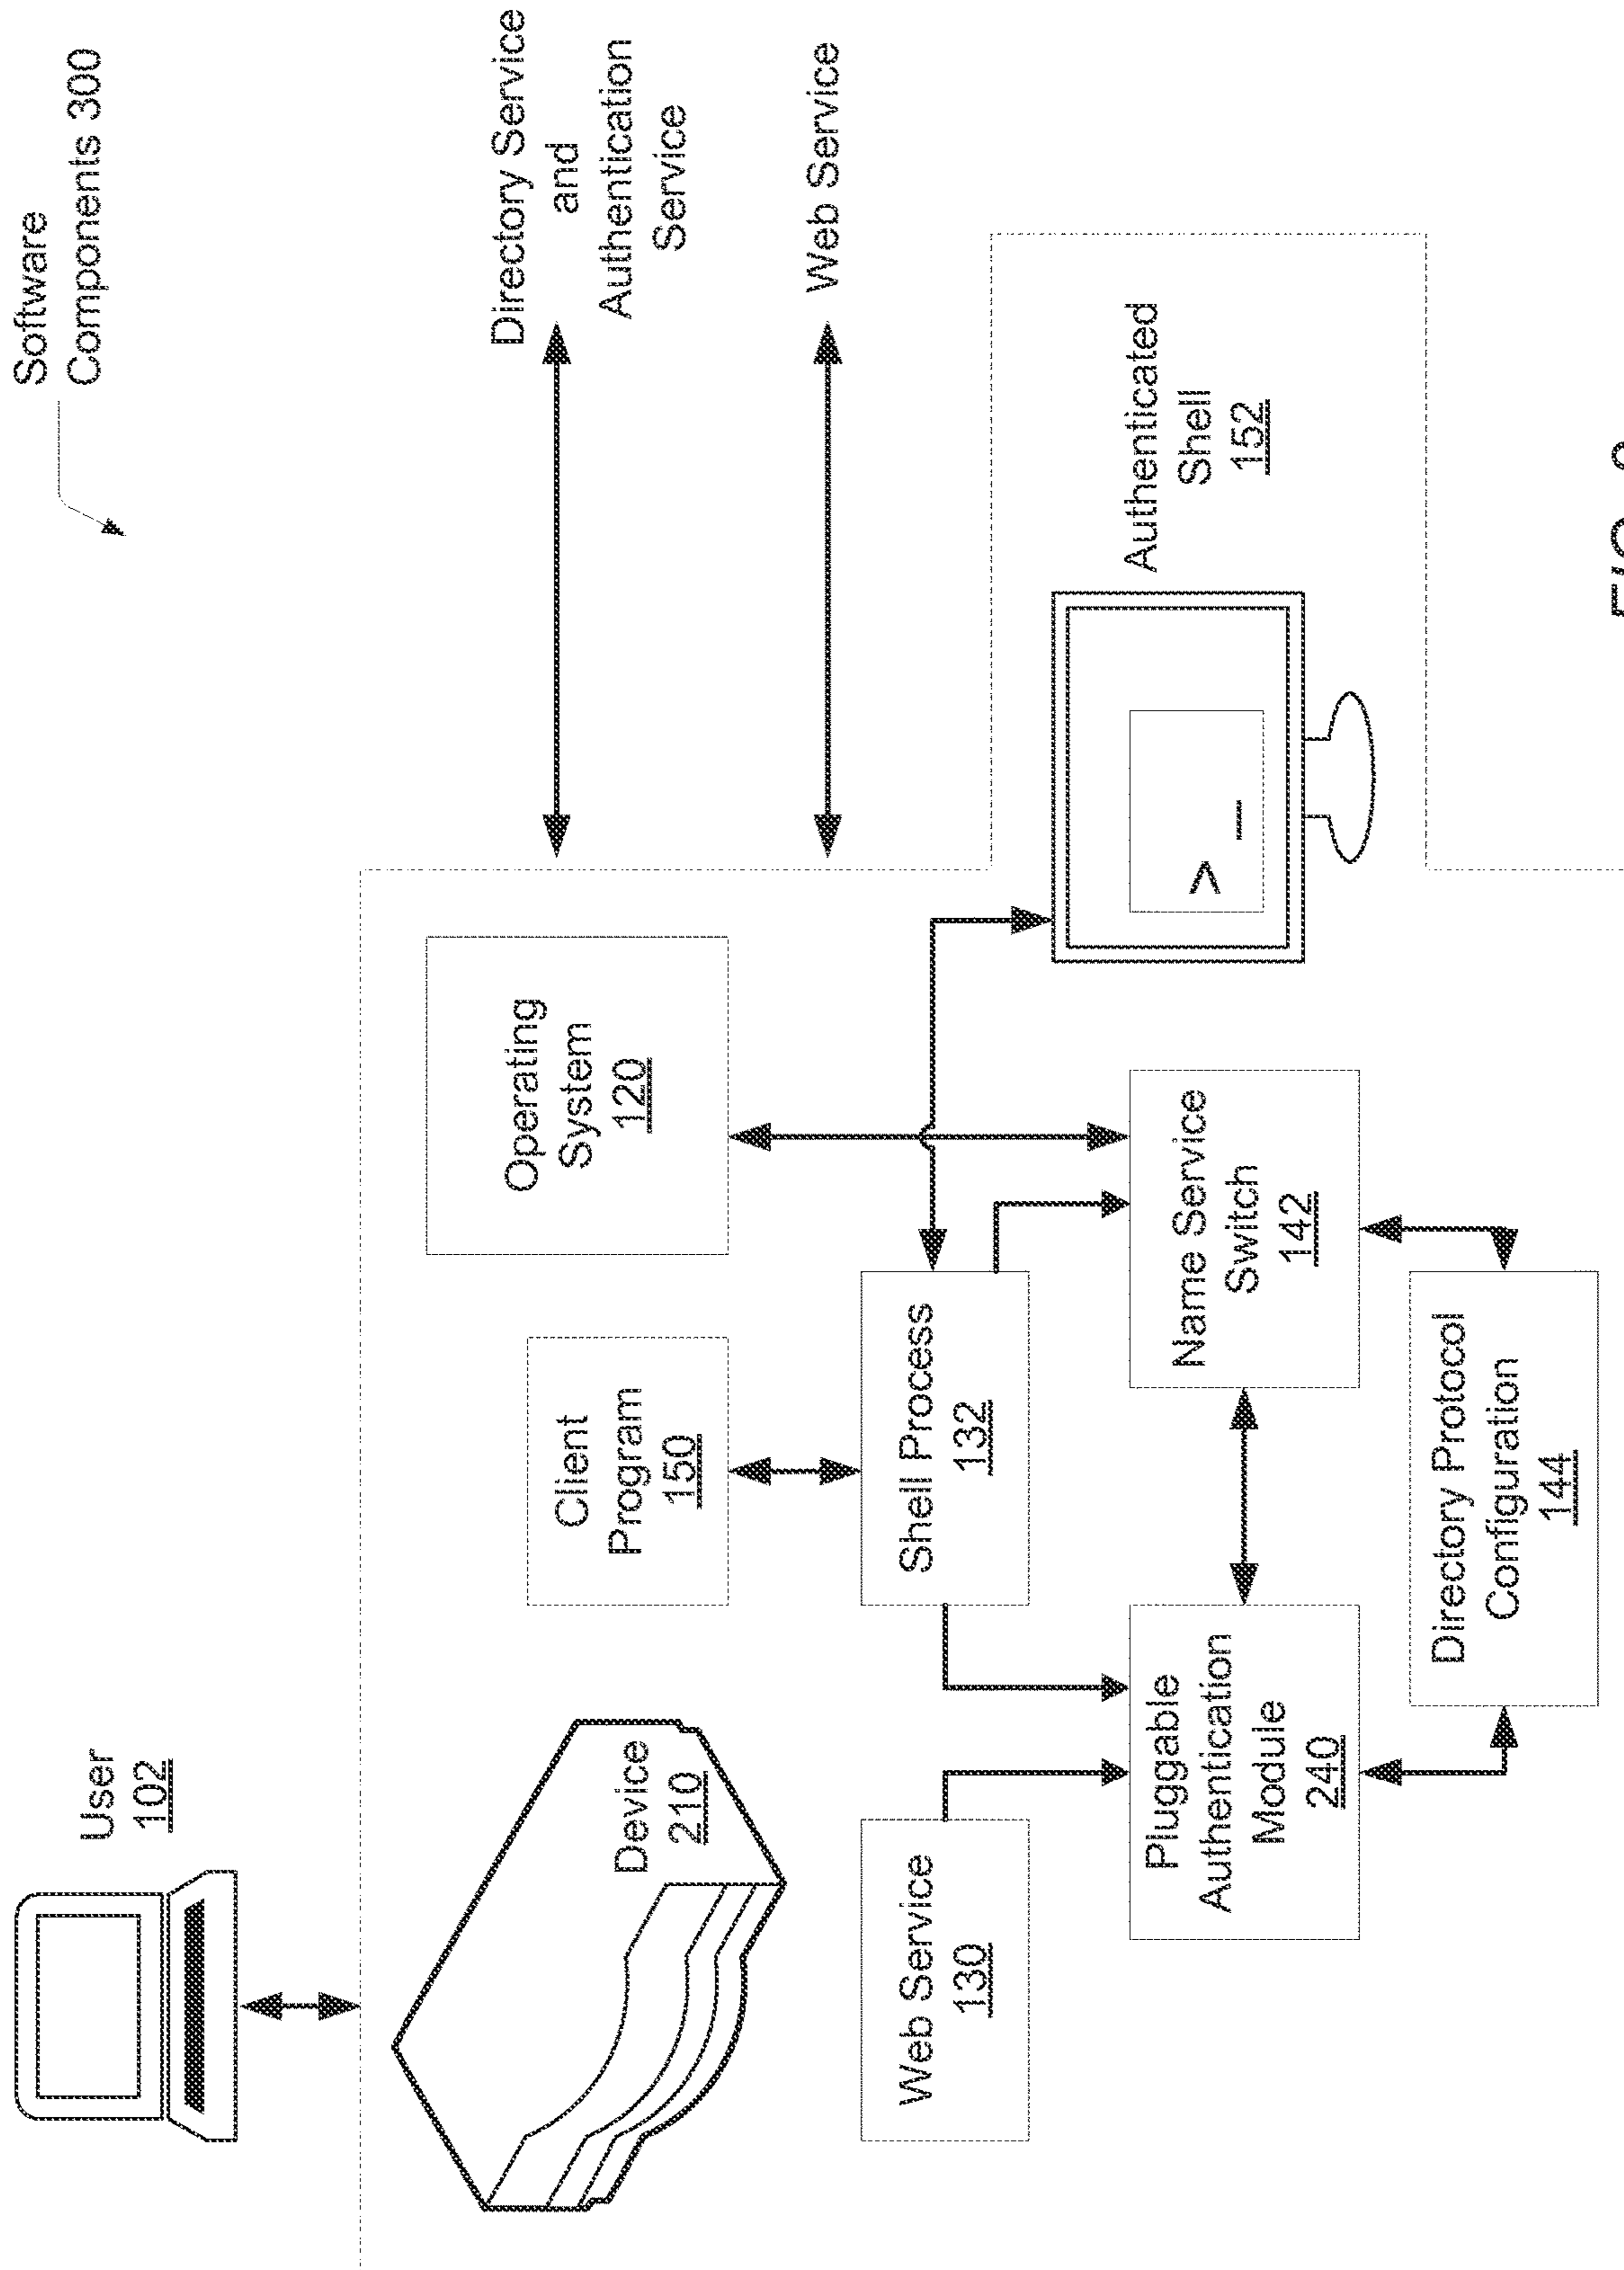 Software
Components 300
User
102
Directory Service
and
Authentication
Service
Web Service
Device
210
Client
Program
150
Operating
System
120
Web Service
130
Shell Process
132
Authenticated
Shell
152
> _
Pluggable
Authentication
Module
240
Name Service
Switch
142
Directory Protocol
Configuration
144
FIG.